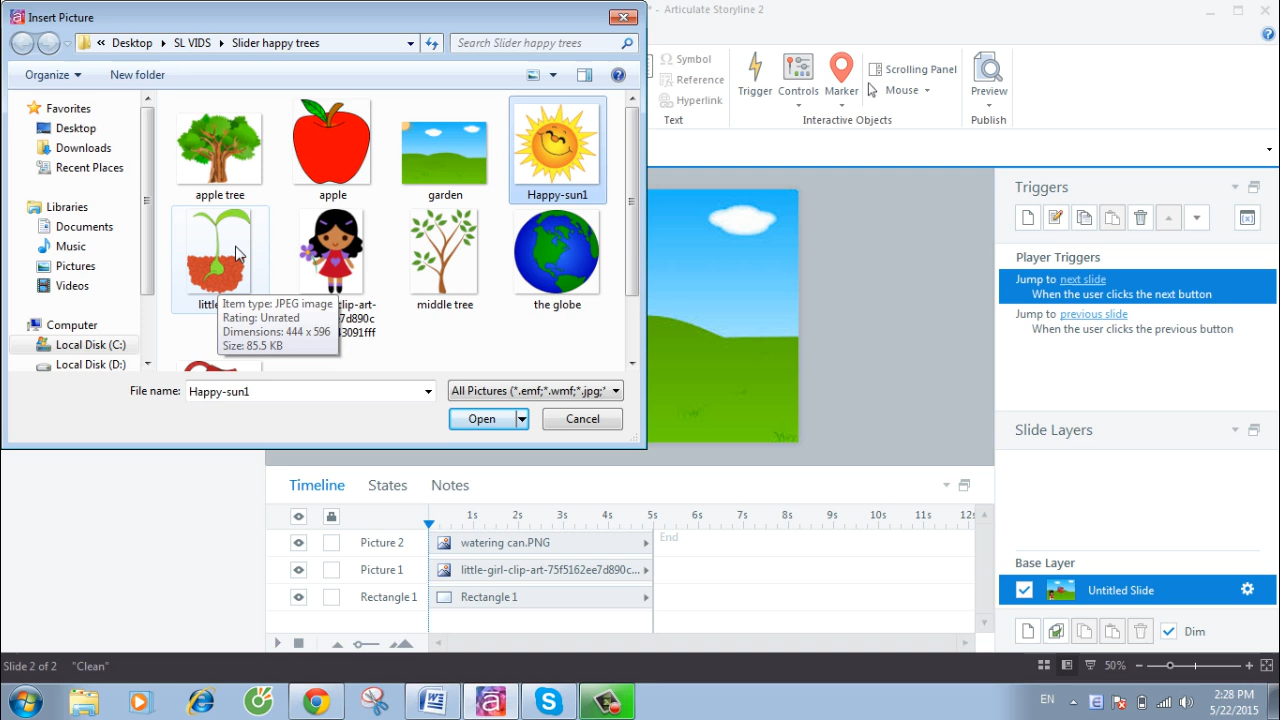 Insert Picture
- Articulate Storyline 2
« Desktop ▸ SL VIDS ▸ Slider happy trees
Search Slider happy trees
Organize
New folder
Favorites
Desktop
Downloads
Recent Places
Libraries
Documents
Music
Pictures
Videos
Computer
Local Disk (C:)
Local Disk (D:)
apple tree
apple
garden
Happy-sun1
middle tree
the globe
Item type: JPEG image
Rating: Unrated
Dimensions: 444 x 596
Size: 85.5 KB
File name:
Happy-sun1
All Pictures (*.emf;*.wmf;*.jpg;*
Open
Cancel
Symbol
Reference
Hyperlink
Text
Trigger
Controls
Marker
Scrolling Panel
Mouse
Interactive Objects
Preview
Publish
Triggers
Player Triggers
Jump to next slide
When the user clicks the next button
Jump to previous slide
When the user clicks the previous button
Slide Layers
Base Layer
Untitled Slide
Dim
Timeline
States
Notes
1s 2s 3s 4s 5s 6s 7s 8s 9s 10s 11s 12s
End
Picture 2
watering can.PNG
Picture 1
little-girl-clip-art-75f5162ee7d890c...
Rectangle 1
Rectangle 1
Slide 2 of 2
"Clean"
50%
EN
2:28 PM
5/22/2015